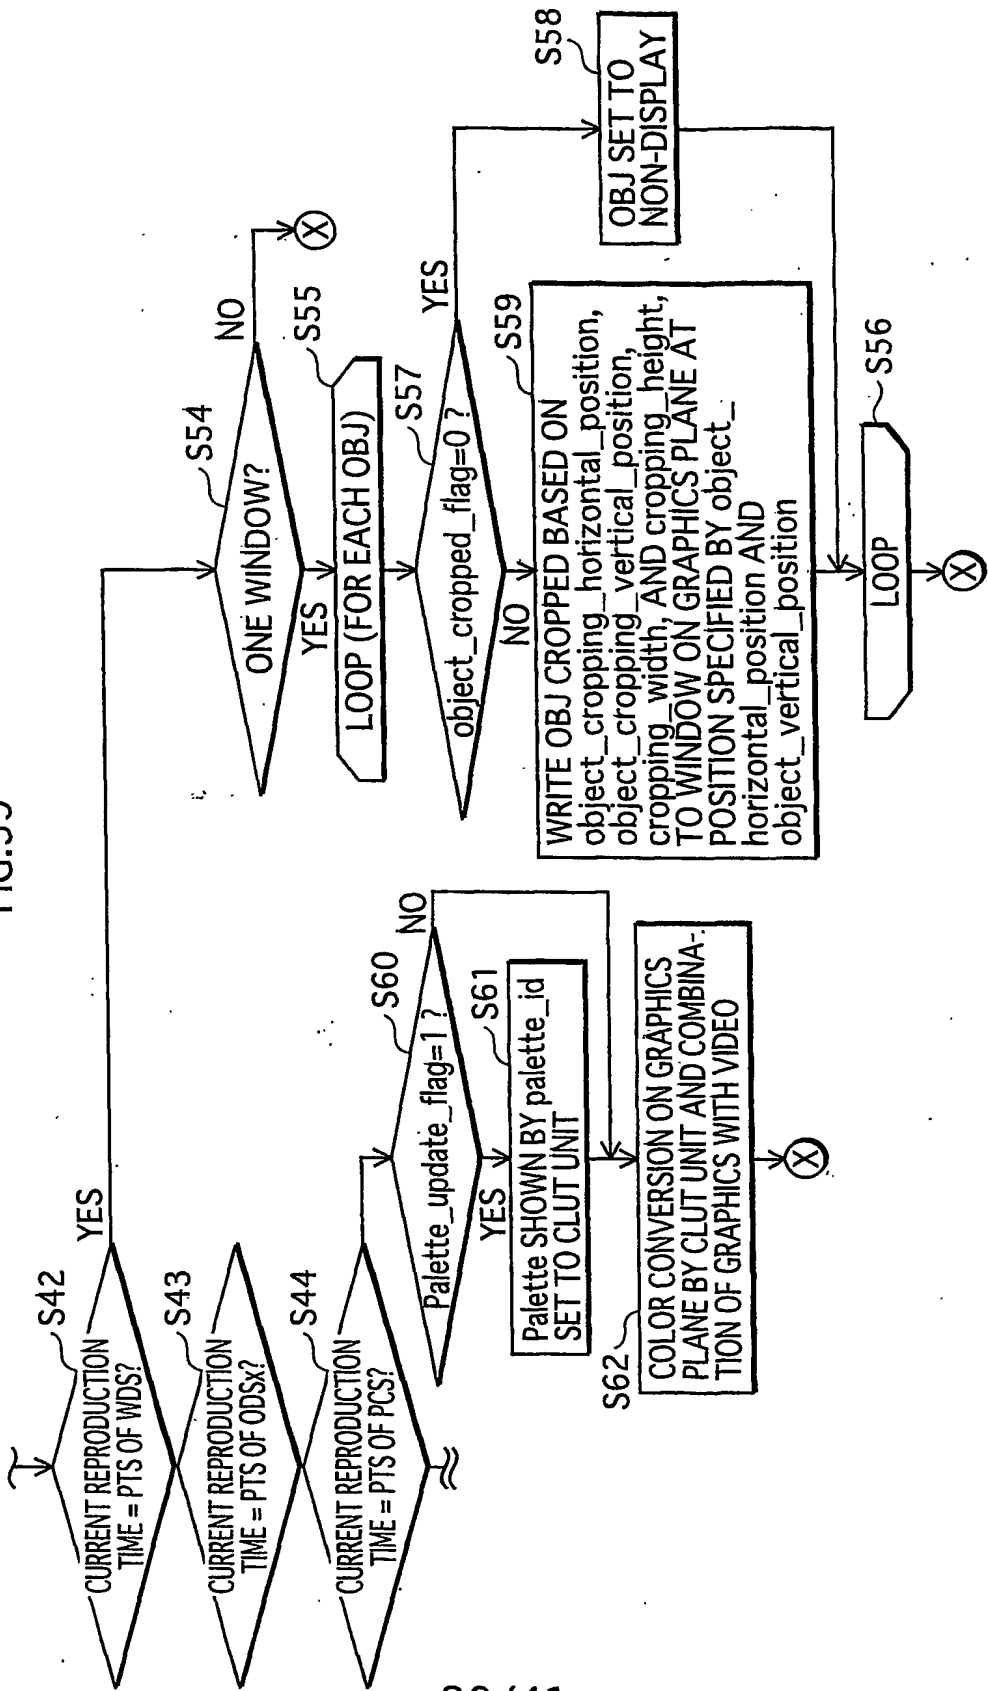 S42
CURRENT REPRODUCTION
TIME = PTS OF WDS?
YES
S43
CURRENT REPRODUCTION
TIME = PTS OF ODSx?
S44
CURRENT REPRODUCTION
TIME = PTS OF PCS?
S60
Palette_update_flag=1 ?
NO
YES
S61
Palette SHOWN BY palette_id
SET TO CLUT UNIT
S62
COLOR CONVERSION ON GRAPHICS
PLANE BY CLUT UNIT AND COMBINA-
TION OF GRAPHICS WITH VIDEO
X
S54
ONE WINDOW?
NO
X
YES
S55
LOOP (FOR EACH OBJ)
S57
object_cropped_flag=0 ?
YES
NO
S58
OBJ SET TO
NON-DISPLAY
S59
WRITE OBJ CROPPED BASED ON
object_cropping_horizontal_position,
object_cropping_vertical_position,
cropping_width, AND cropping_height,
TO WINDOW ON GRAPHICS PLANE AT
POSITION SPECIFIED BY object_
horizontal_position AND
object_vertical_position
S56
LOOP
X